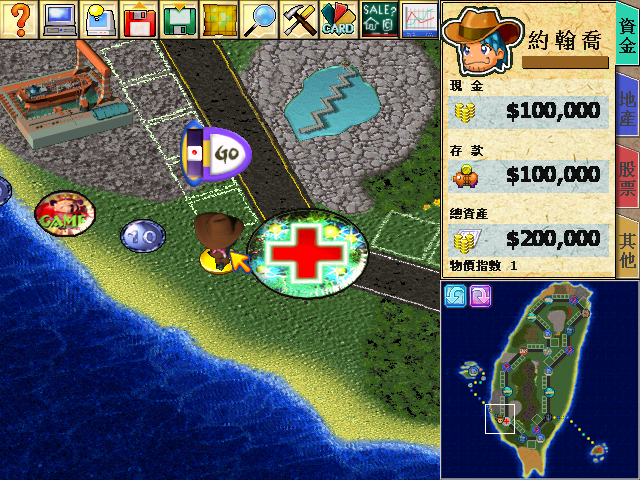 ?
CARD
SALE?
約翰喬
資金
現金
$100,000
地產
存款
$100,000
股票
總資產
$200,000
其他
物價指數 1
GO
GAME
10